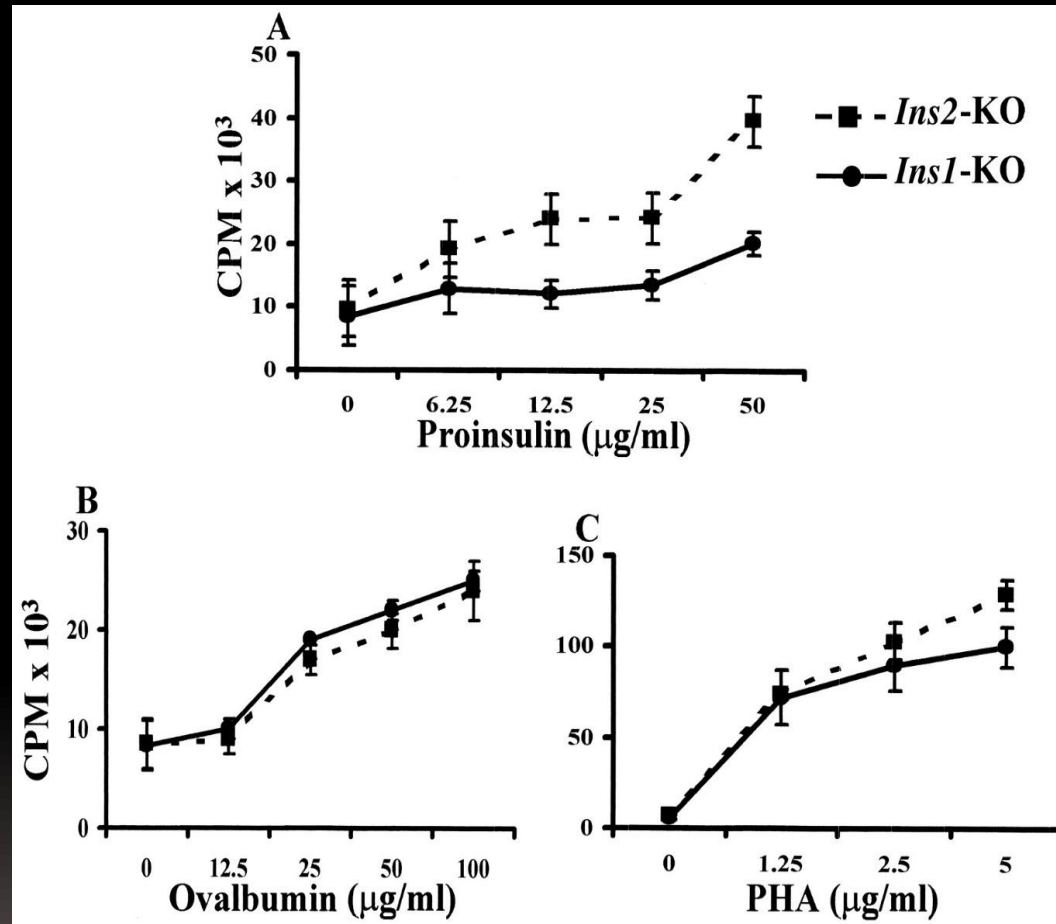 A
50
40
30
20
10
0
CPM x 10³
0 6.25 12.5 25 50
Proinsulin (µg/ml)
Ins2-KO
Ins1-KO
B
30
20
10
0
CPM x 10³
0 12.5 25 50 100
Ovalbumin (µg/ml)
C
150
100
50
0
0 1.25 2.5 5
PHA (µg/ml)